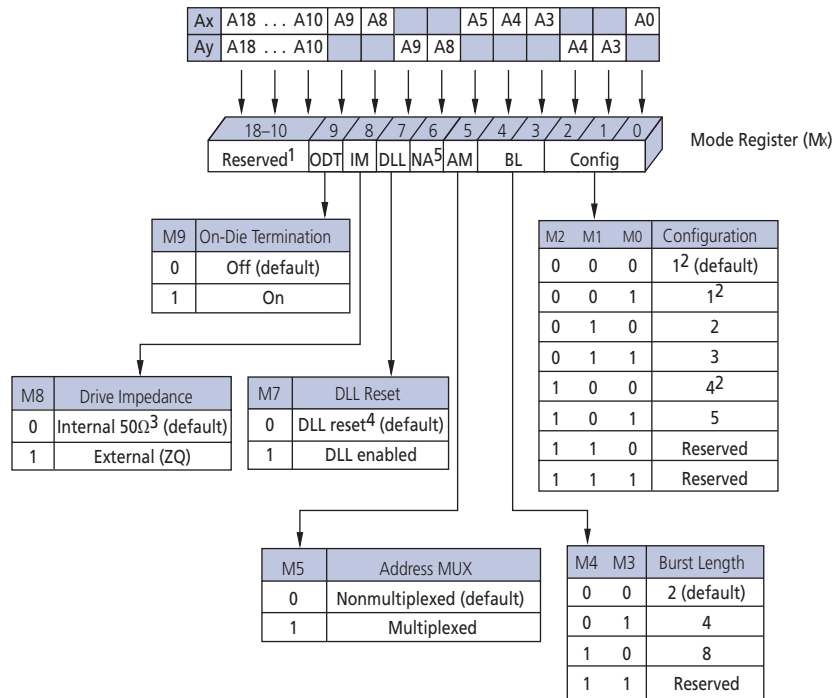 Ax A18 . . . A10 A9 A8 A5 A4 A3 A0
Ay A18 . . . A10 A9 A8 A4 A3
18–10 9 8 7 6 5 4 3 2 1 0
Mode Register (Mx)
Reserved1 ODT IM DLL NA5 AM BL Config
M9 On-Die Termination
0 Off (default)
1 On
M2 M1 M0 Configuration
0 0 0 12 (default)
0 0 1 12
0 1 0 2
0 1 1 3
1 0 0 42
1 0 1 5
1 1 0 Reserved
1 1 1 Reserved
M8 Drive Impedance
0 Internal 50Ω3 (default)
1 External (ZQ)
M7 DLL Reset
0 DLL reset4 (default)
1 DLL enabled
M5 Address MUX
0 Nonmultiplexed (default)
1 Multiplexed
M4 M3 Burst Length
0 0 2 (default)
0 1 4
1 0 8
1 1 Reserved